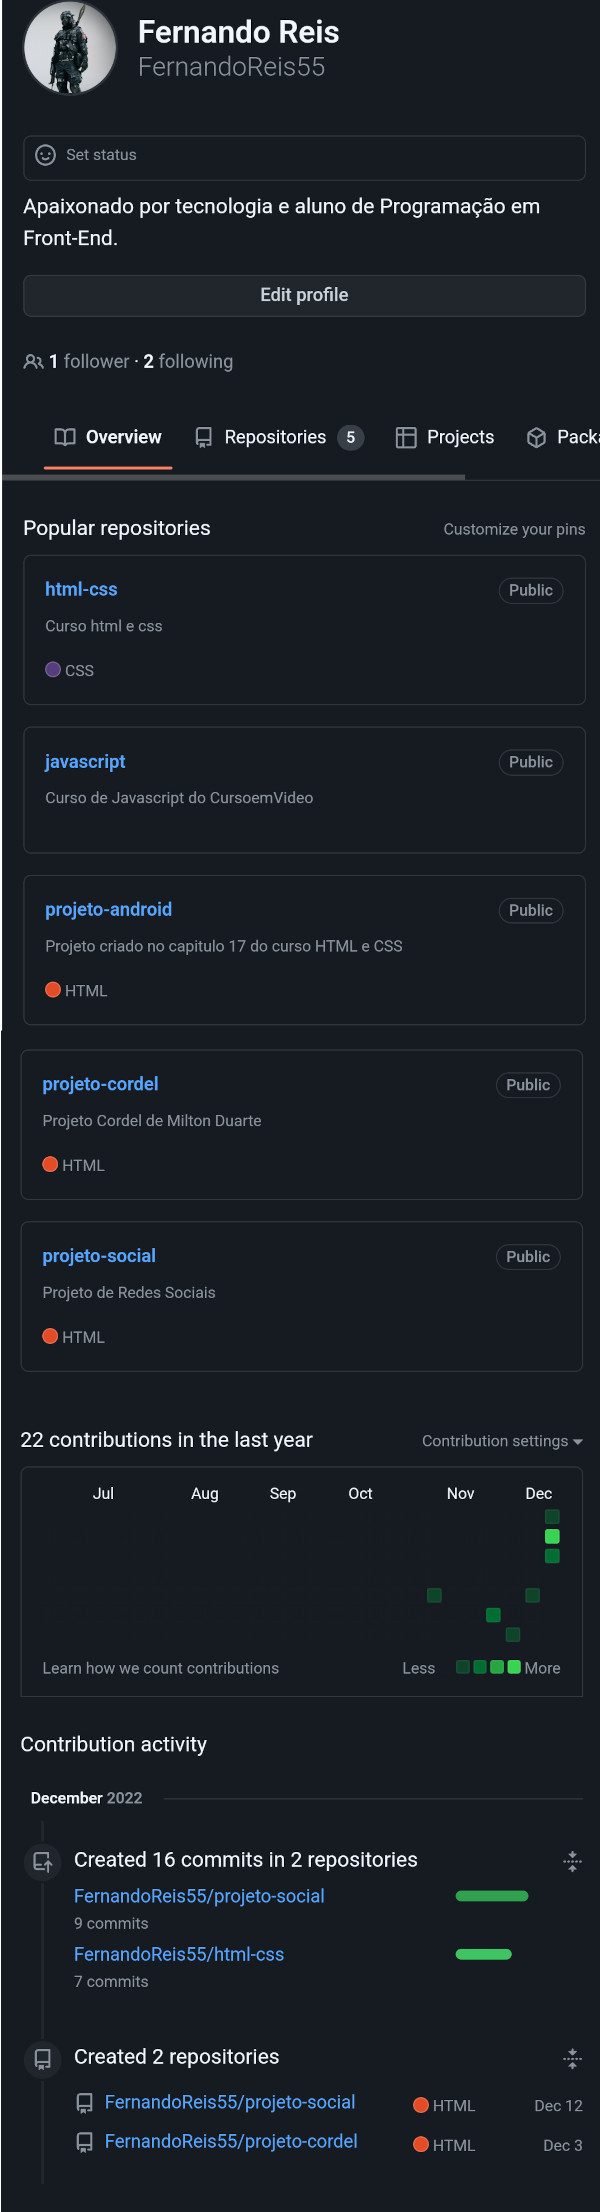 Fernando Reis
FernandoReis55
Set status
Apaixonado por tecnologia e aluno de Programação em
Front-End.
Edit profile
1 follower · 2 following
Overview Repositories 5 Projects Packa
Popular repositories Customize your pins
html-css Public
Curso html e css
CSS
javascript Public
Curso de Javascript do CursoemVideo
projeto-android Public
Projeto criado no capitulo 17 do curso HTML e CSS
HTML
projeto-cordel Public
Projeto Cordel de Milton Duarte
HTML
projeto-social Public
Projeto de Redes Sociais
HTML
22 contributions in the last year Contribution settings
Jul Aug Sep Oct Nov Dec
Learn how we count contributions Less More
Contribution activity
December 2022
Created 16 commits in 2 repositories
FernandoReis55/projeto-social
9 commits
FernandoReis55/html-css
7 commits
Created 2 repositories
FernandoReis55/projeto-social HTML Dec 12
FernandoReis55/projeto-cordel HTML Dec 3